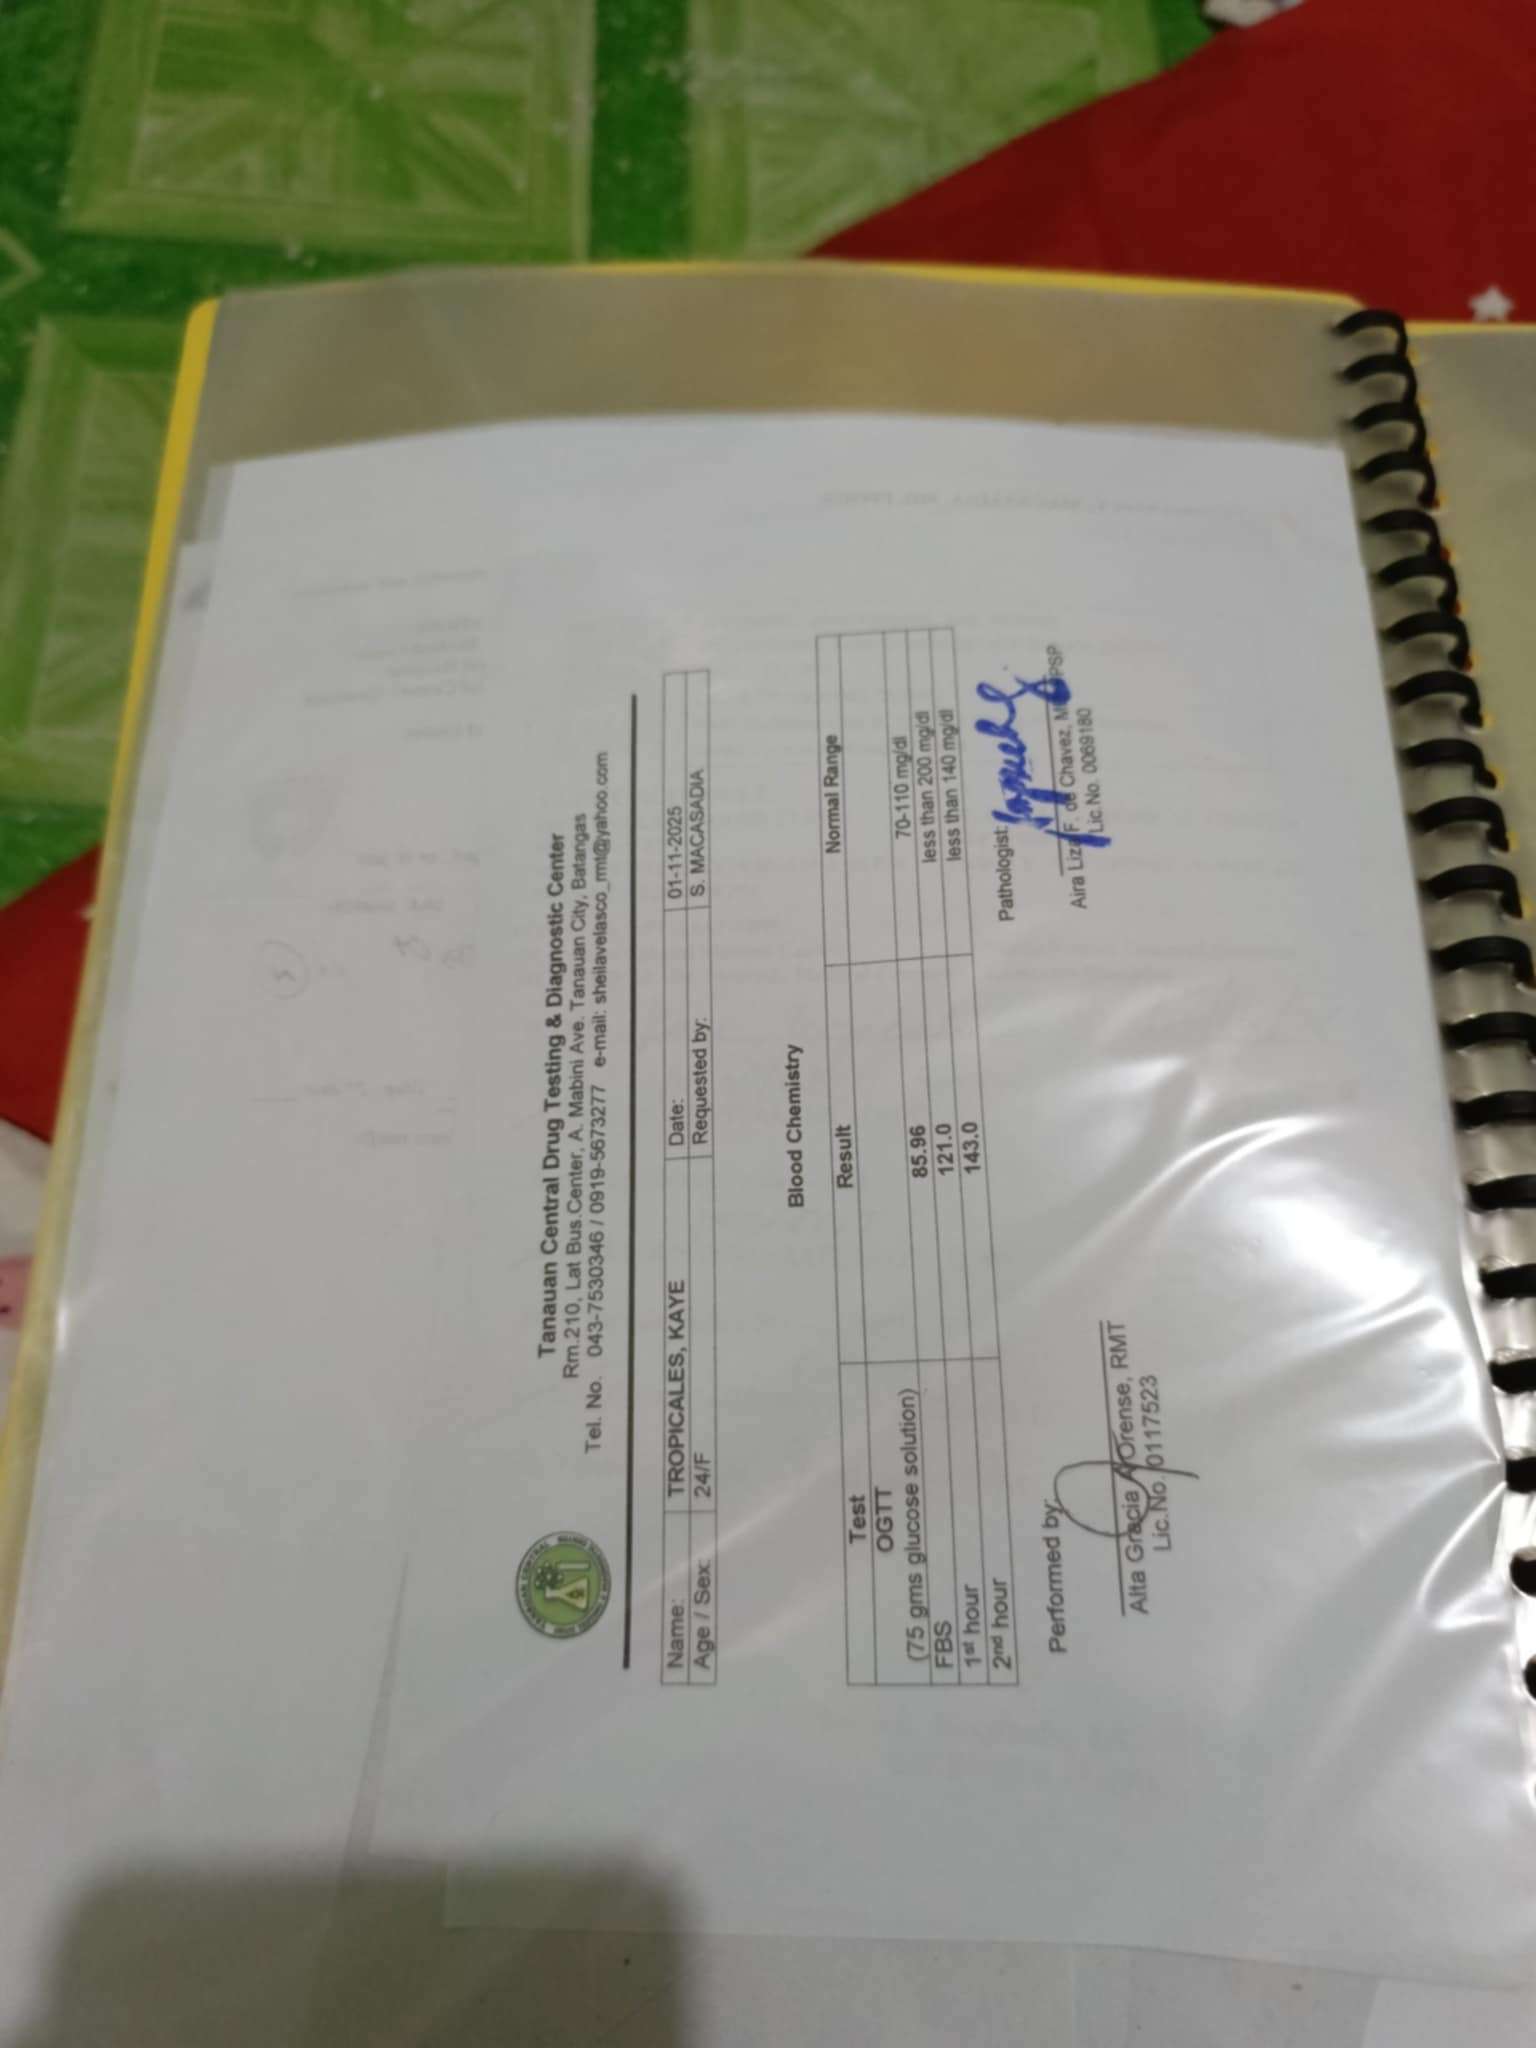 Tanauan Central Drug Testing & Diagnostic Center
Rm.210, Lat Bus.Center, A. Mabini Ave. Tanauan City, Batangas
Tel. No. 043-7530346 / 0919-5673277 e-mail: sheilavelasco_rmt@yahoo.com
Name: TROPICALES, KAYE Date: 01-11-2025
Age / Sex: 24/F Requested by: S. MACASADIA
Blood Chemistry
Test Result Normal Range
OGTT
(75 gms glucose solution)
FBS 85.96 70-110 mg/dl
1st hour 121.0 less than 200 mg/dl
2nd hour 143.0 less than 140 mg/dl
Performed by: Pathologist:
Alta Gracia Orense, RMT Aira Liza F. de Chavez,
Lic.No. 0117523 Lic.No. 0069180